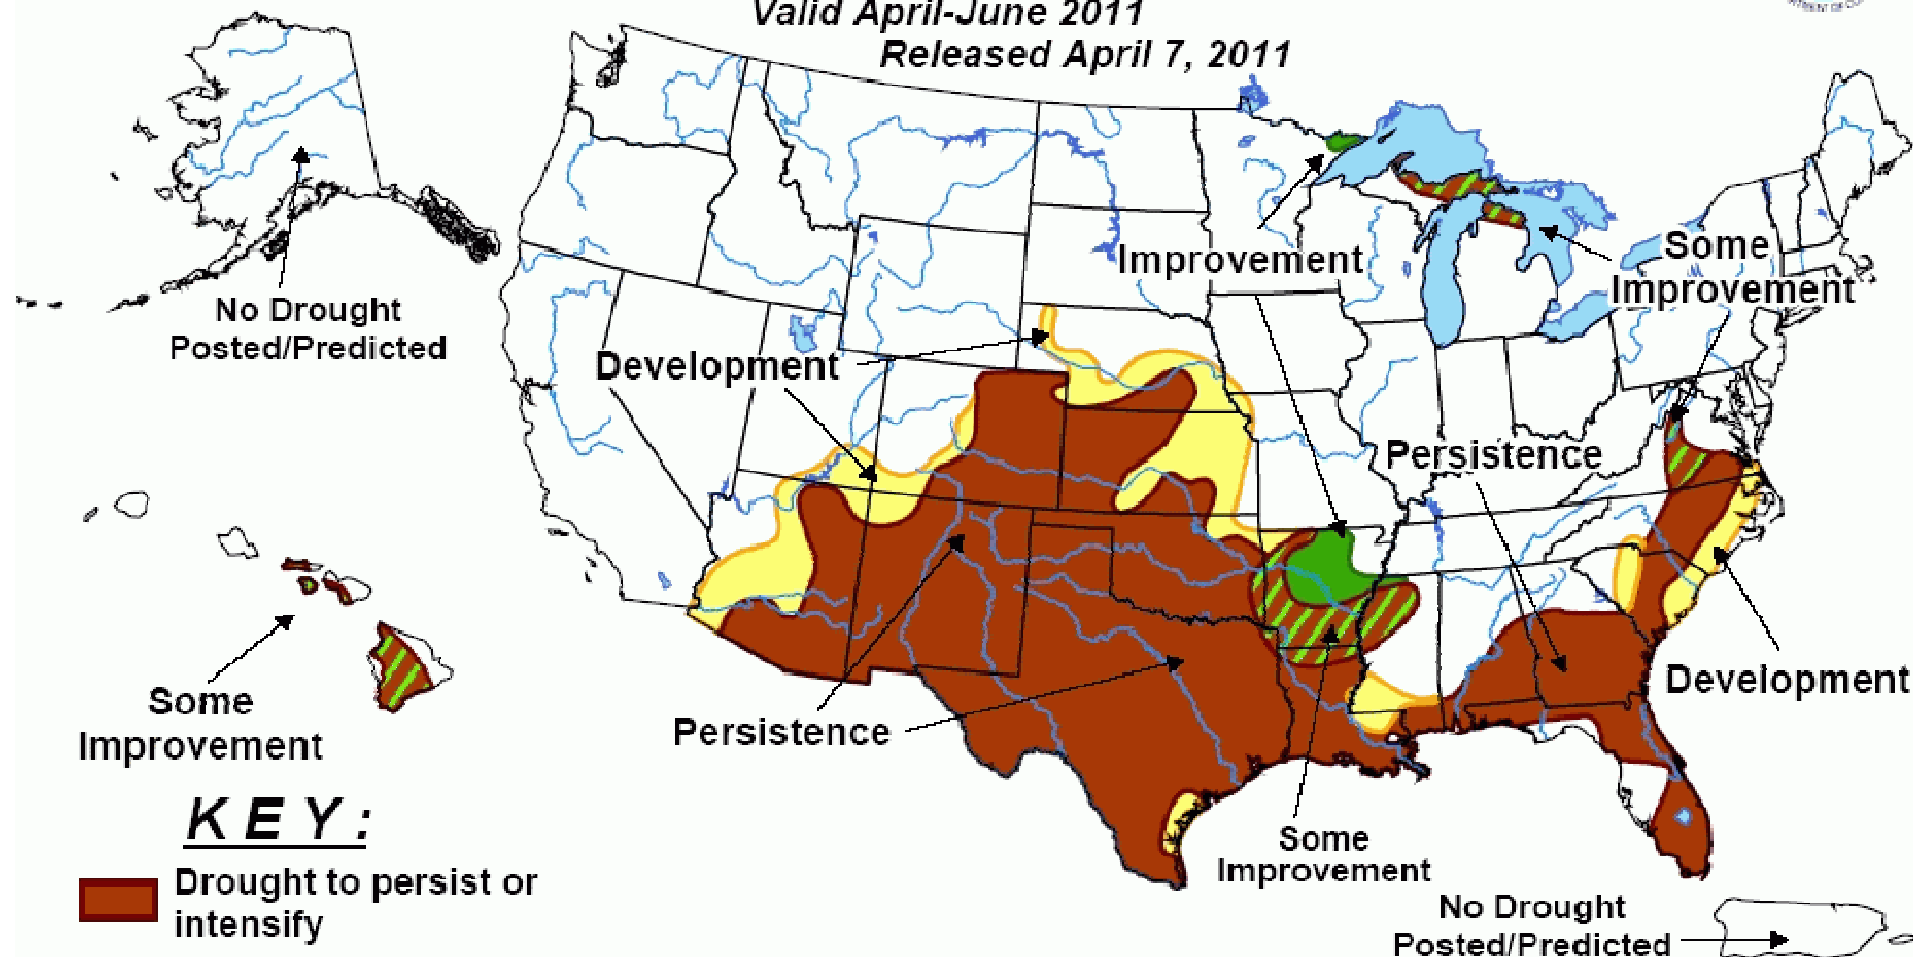 Valid April-June 2011
Released April 7, 2011
No Drought
Posted/Predicted
Improvement
Some
Improvement
Development
Persistence
Some
Improvement
Persistence
Development
Some
Improvement
No Drought
Posted/Predicted
KEY:
Drought to persist or
intensify